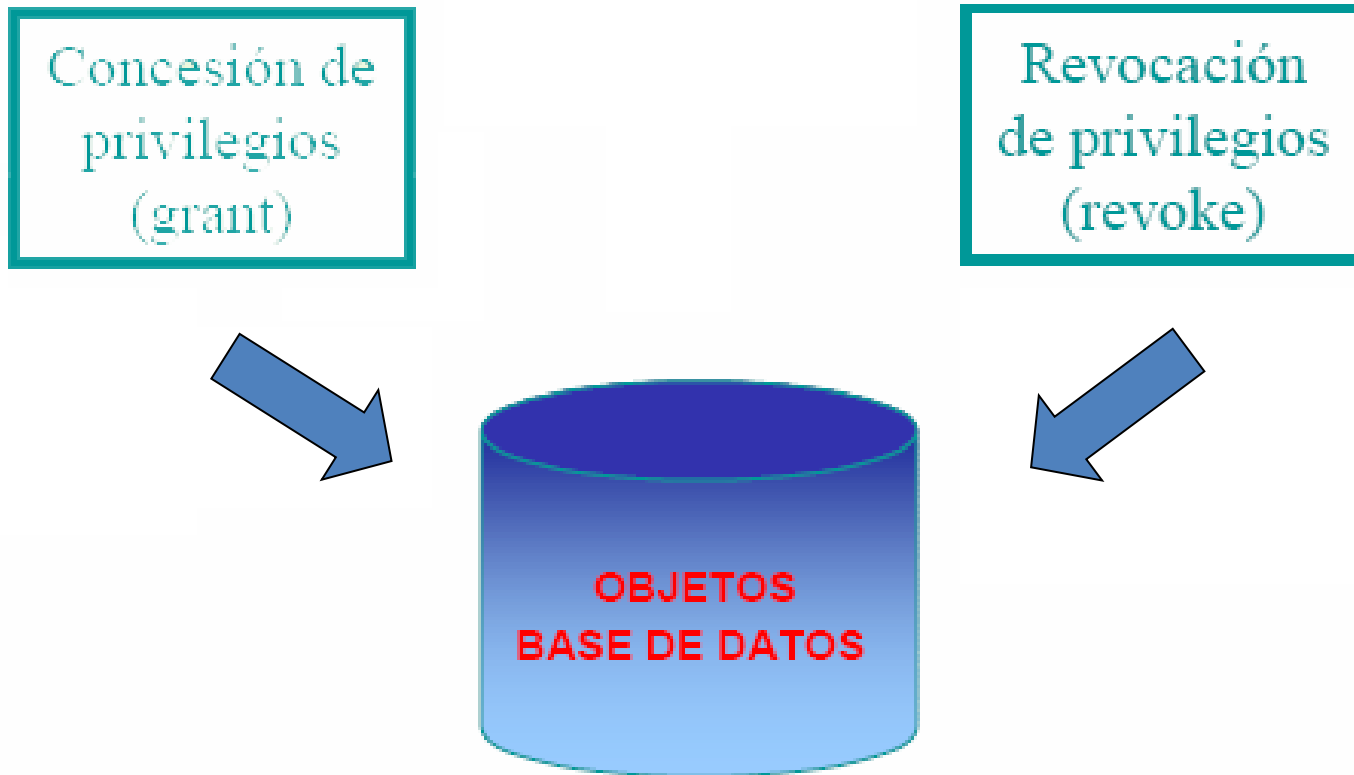 Concesión de
privilegios
(grant)
Revocación
de privilegios
(revoke)
OBJETOS
BASE DE DATOS